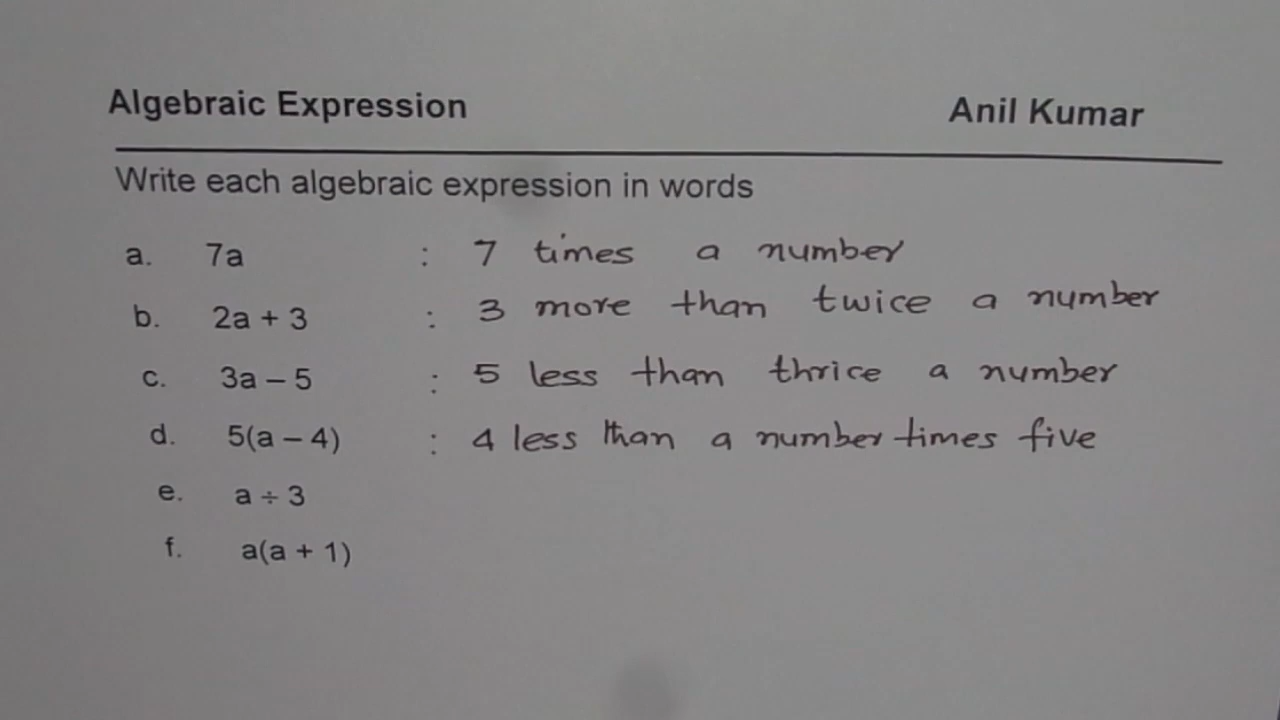 Algebraic Expression Anil Kumar
Write each algebraic expression in words
a. 7a : 7 times a number
b. 2a + 3 : 3 more than twice a number
c. 3a – 5 : 5 less than thrice a number
d. 5(a – 4) : 4 less than a number times five
e. a ÷ 3
f. a(a + 1)